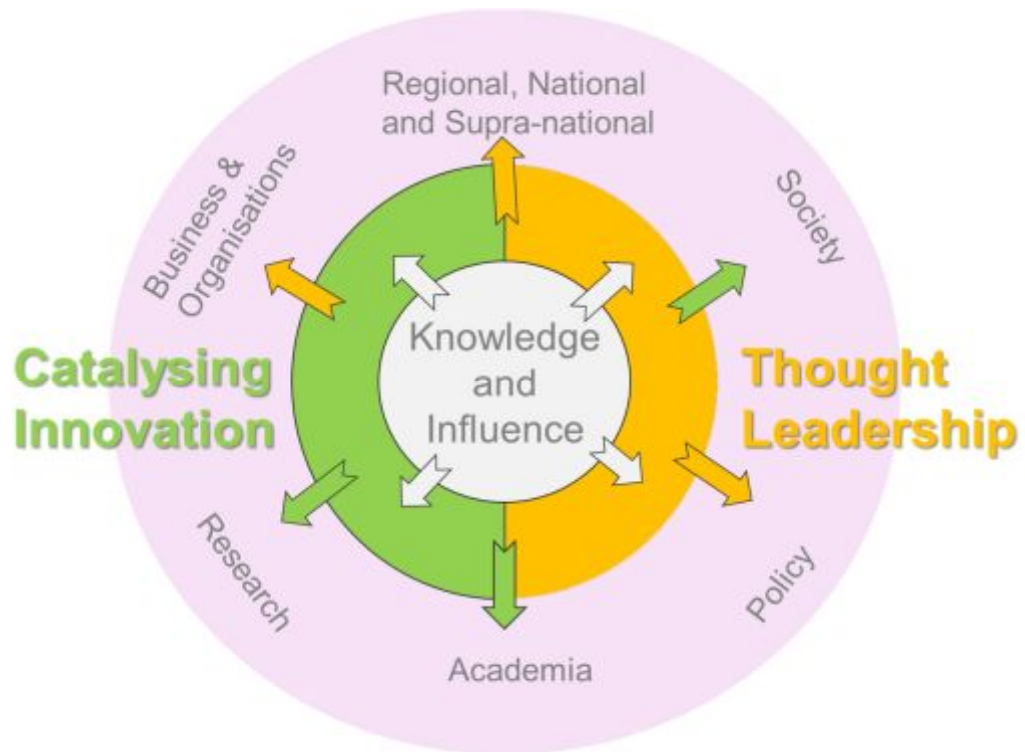 Regional, National
and Supra-national
Business &
Organisations
Society
Catalysing
Innovation
Knowledge
and
Influence
Thought
Leadership
Research
Policy
Academia